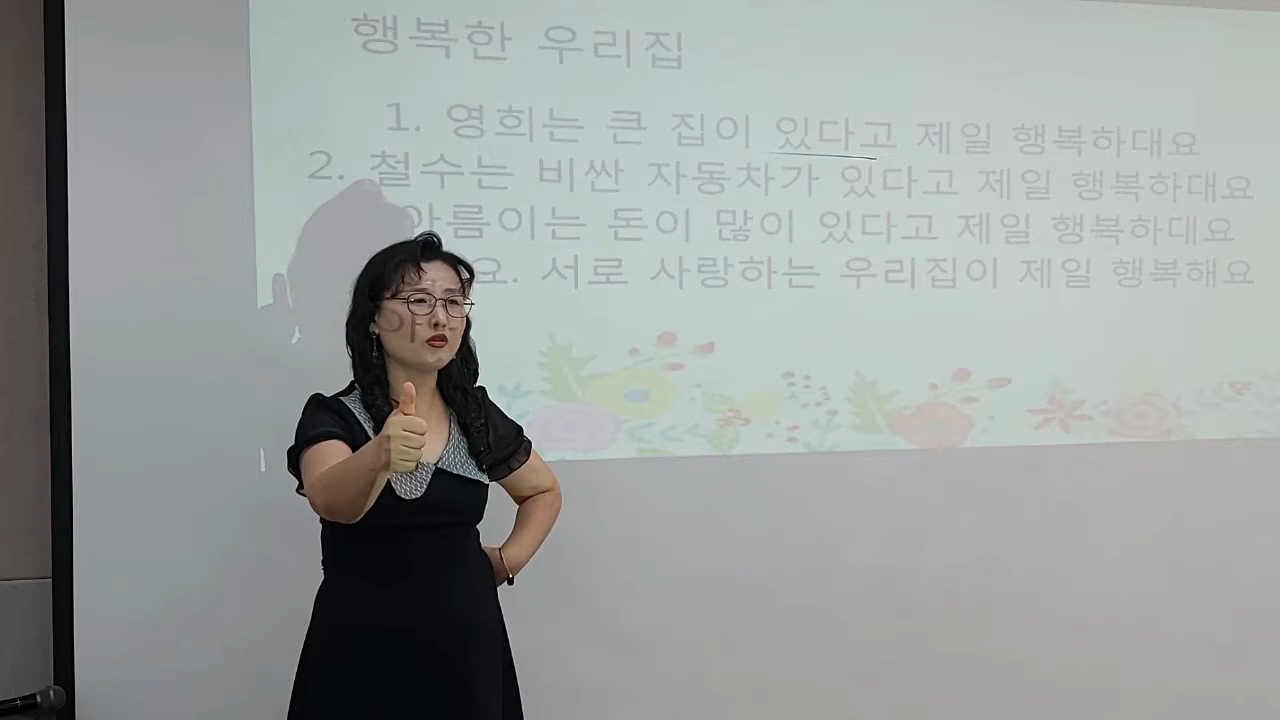 행복한 우리집
1. 영희는 큰 집이 있다고 제일 행복하대요
2. 철수는 비싼 자동차가 있다고 제일 행복하대요
아름이는 돈이 많이 있다고 제일 행복하대요
요. 서로 사랑하는 우리집이 제일 행복해요